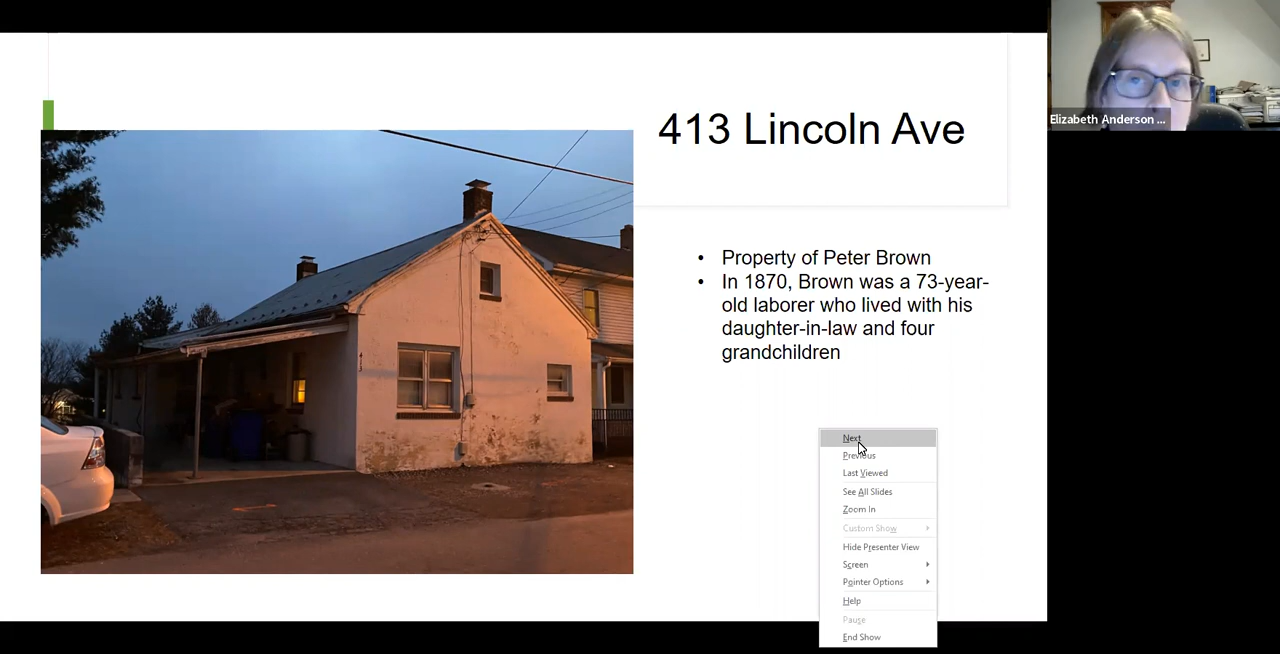 413 Lincoln Ave
Elizabeth Anderson ...
413
• Property of Peter Brown
• In 1870, Brown was a 73-year-
old laborer who lived with his
daughter-in-law and four
grandchildren
Next
Previous
Last Viewed
See All Slides
Zoom In
Custom Show
Hide Presenter View
Screen
Pointer Options
Help
Pause
End Show